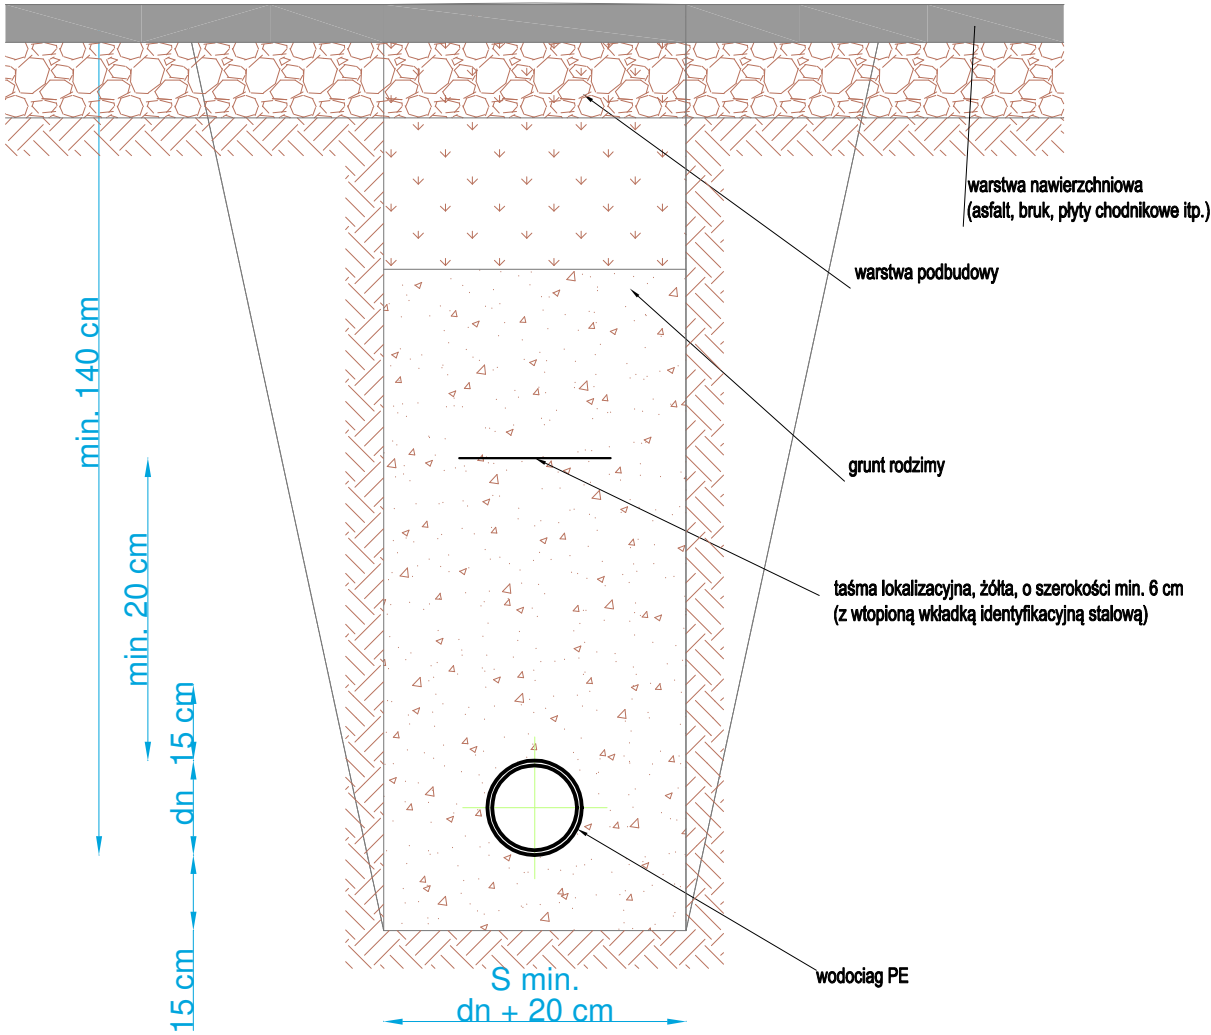 warstwa nawierzchniowa
(asfalt, bruk, płyty chodnikowe itp.)
warstwa podbudowy
min. 140 cm
grunt rodzimy
min. 20 cm
taśma lokalizacyjna, żółta, o szerokości min. 6 cm
(z wtopioną wkładką identyfikacyjną stalową)
15 cm
dn
15 cm
wodociąg PE
S min.
dn + 20 cm